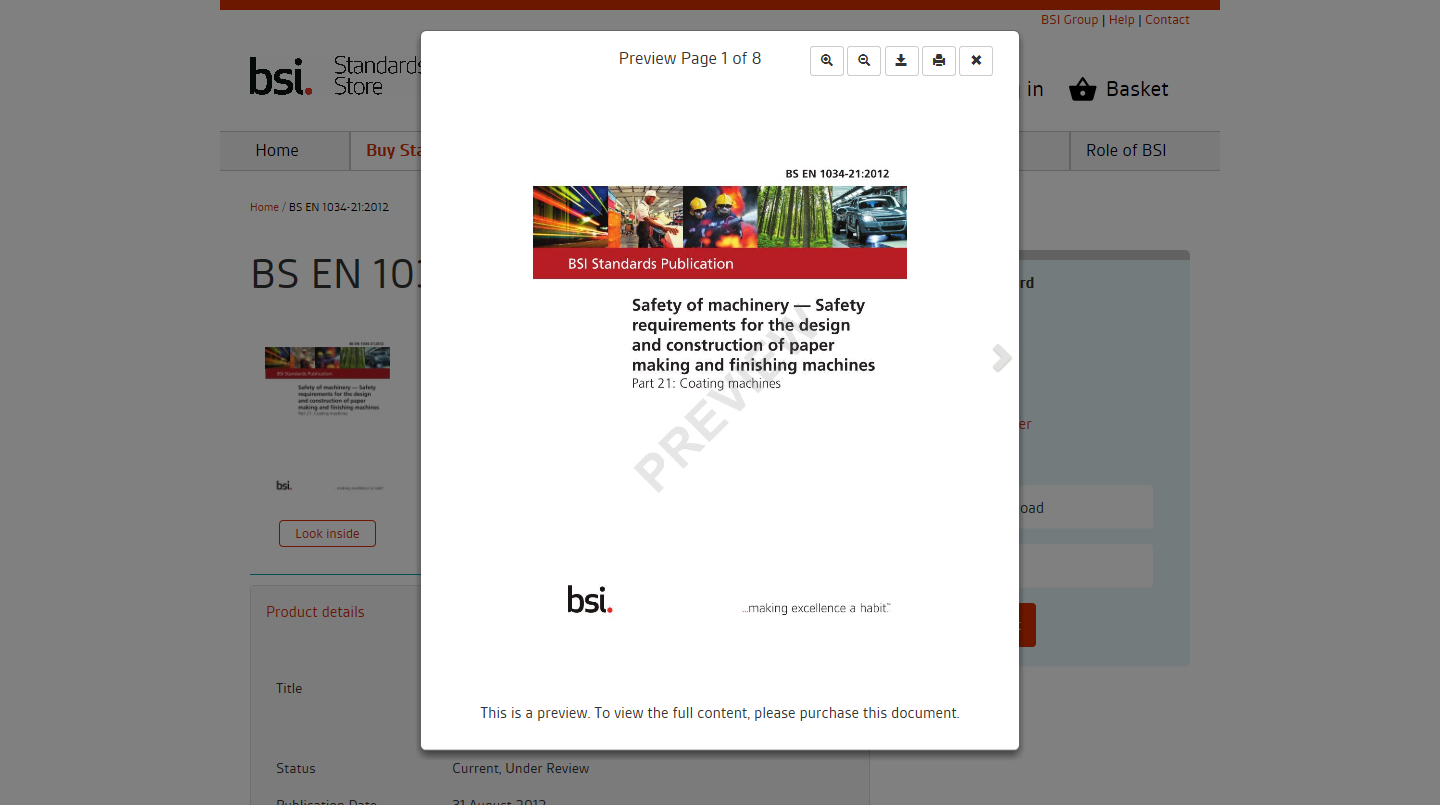 BSI Group | Help | Contact
bsi.
Standards
Store
in
Basket
Home
Buy Sta
Role of BSI
Home / BS EN 1034-21:2012
BS EN 103
BS EN 1034-21:2012
BSI Standards Publication
Safety of machinery — Safety
requirements for the design
and construction of paper
making and finishing machines
Part 21: Coating machines
bsi.
Look inside
Product details
Title
Status
Current, Under Review
Publication Date
31 August 2012
Preview Page 1 of 8
BS EN 1034-21:2012
BSI Standards Publication
Safety of machinery — Safety
requirements for the design
and construction of paper
making and finishing machines
Part 21: Coating machines
PREVIEW
bsi.
...making excellence a habit.™
This is a preview. To view the full content, please purchase this document.
rd
er
oad